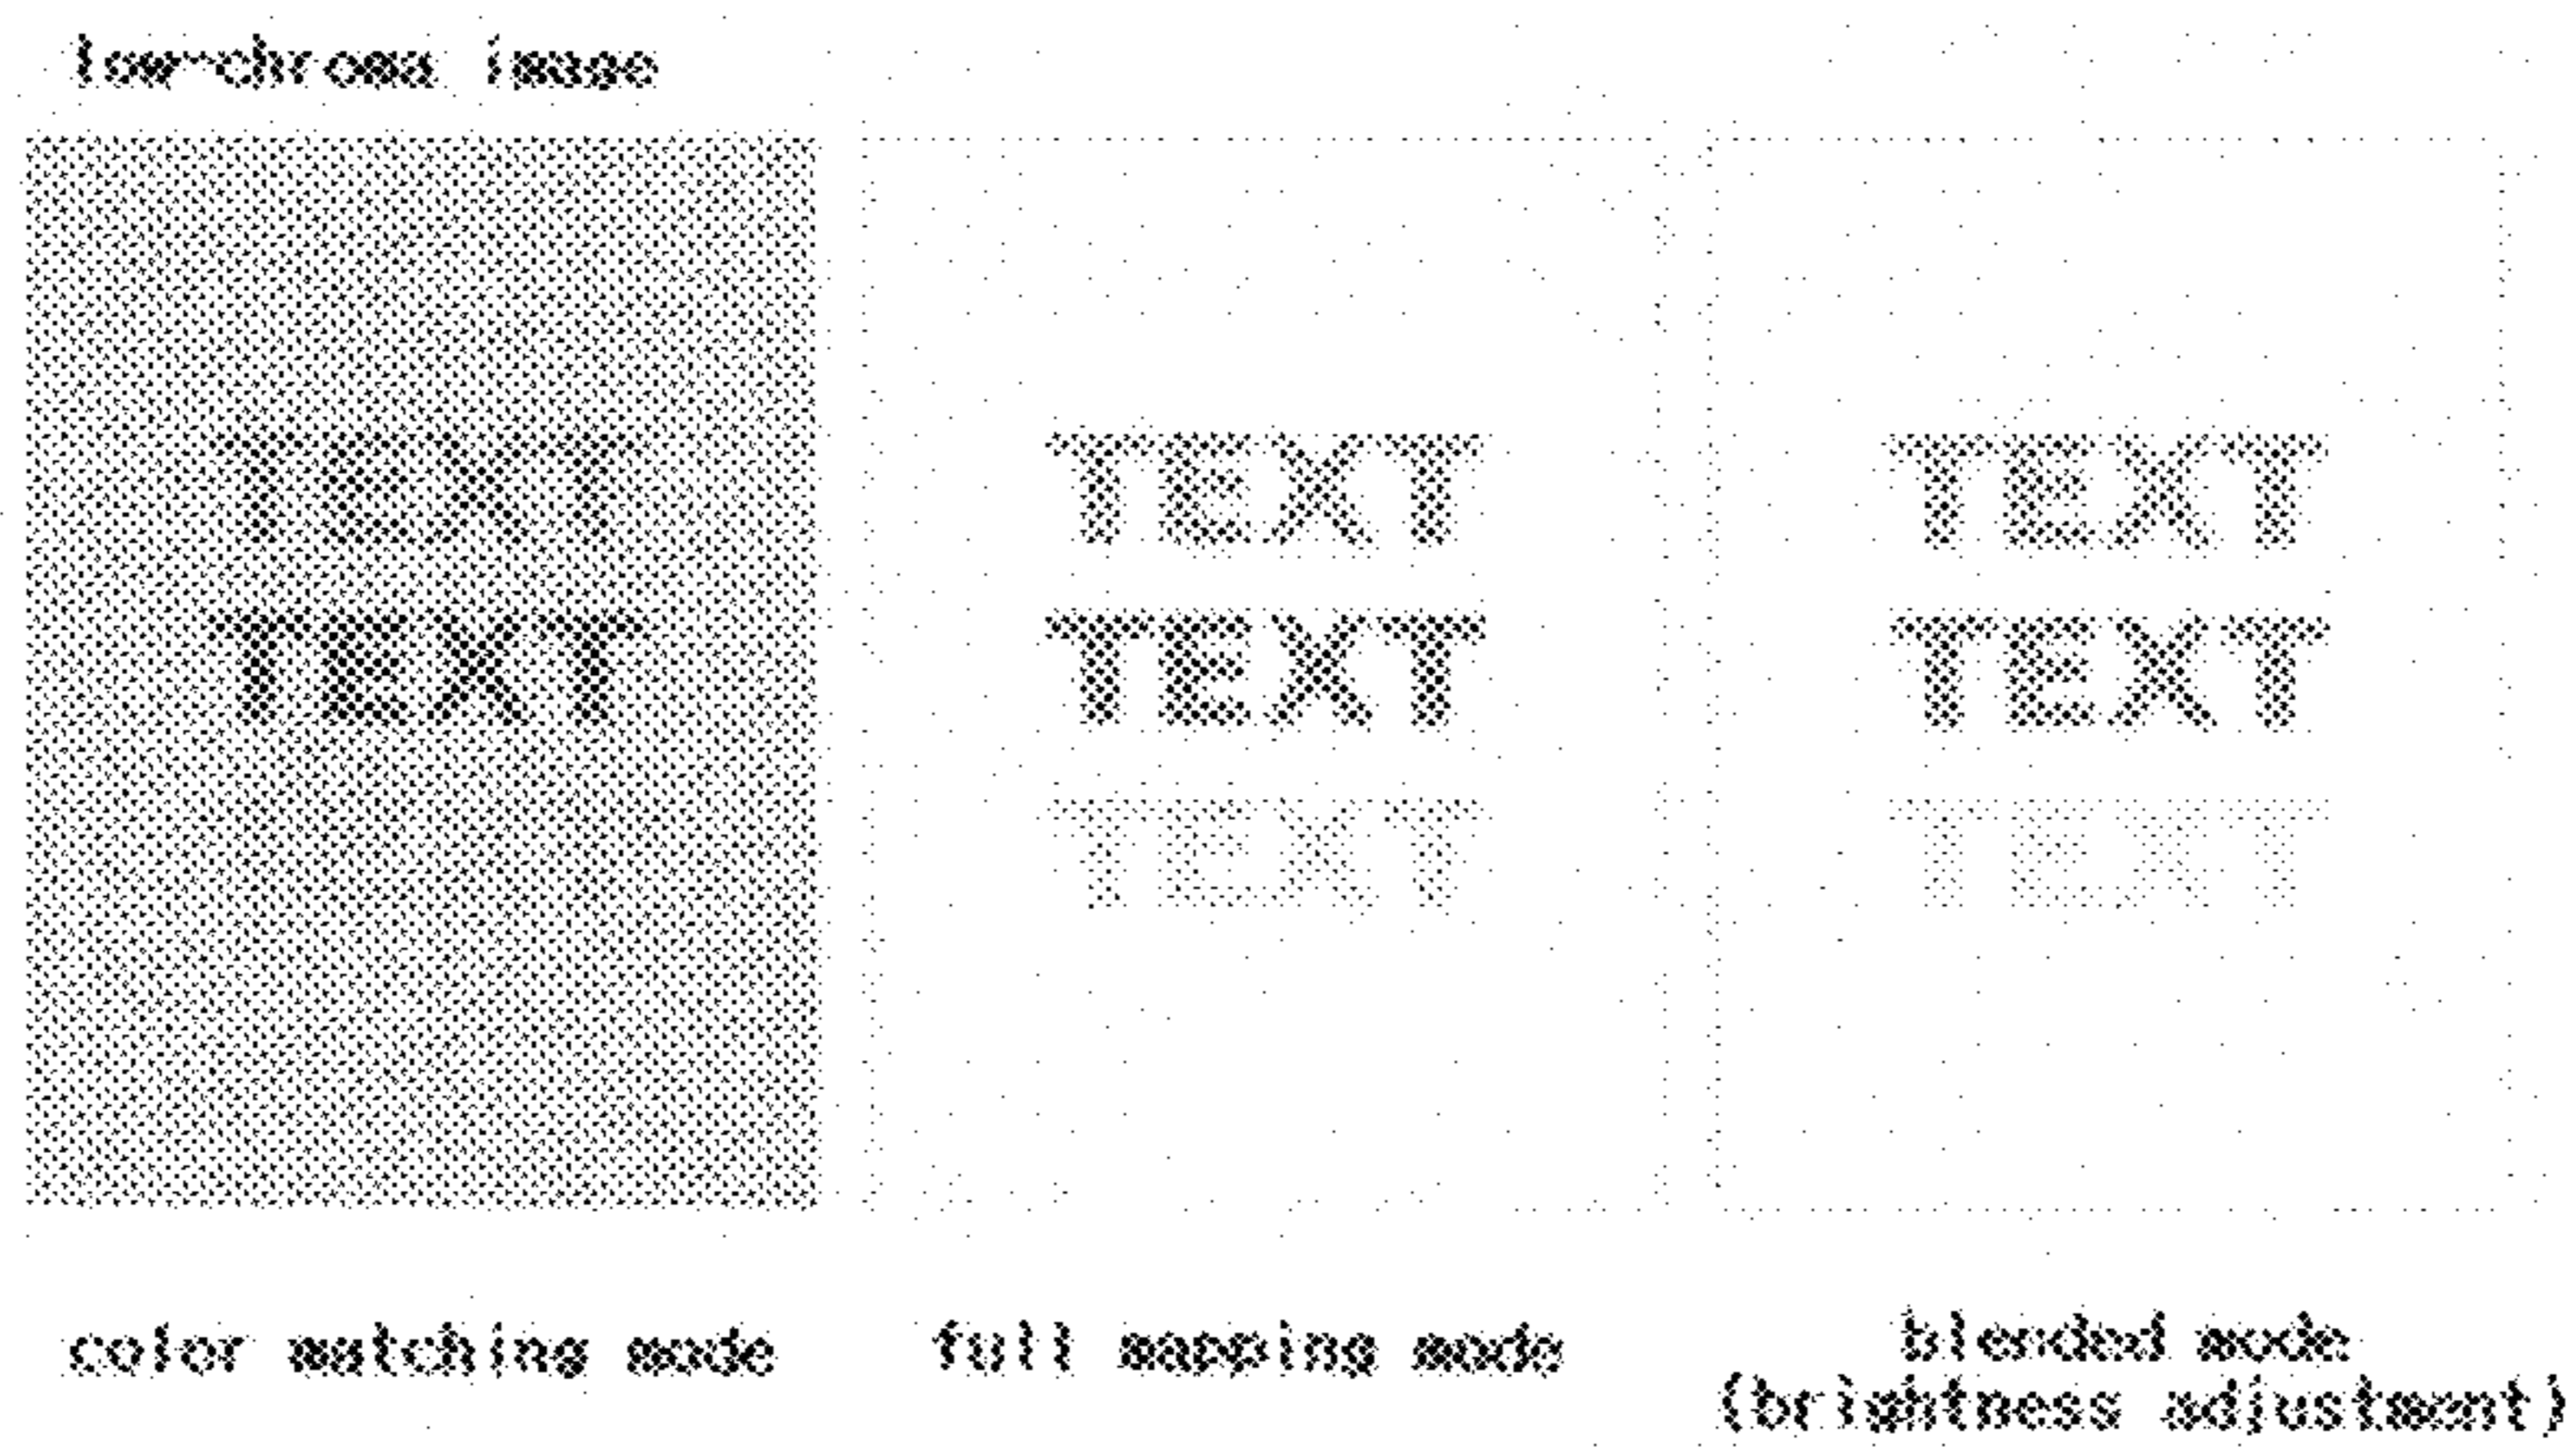 low-chroma image
TEXT
TEXT
TEXT
TEXT
TEXT
TEXT
TEXT
TEXT
color matching mode
full mapping mode
blended mode
(brightness adjustment)